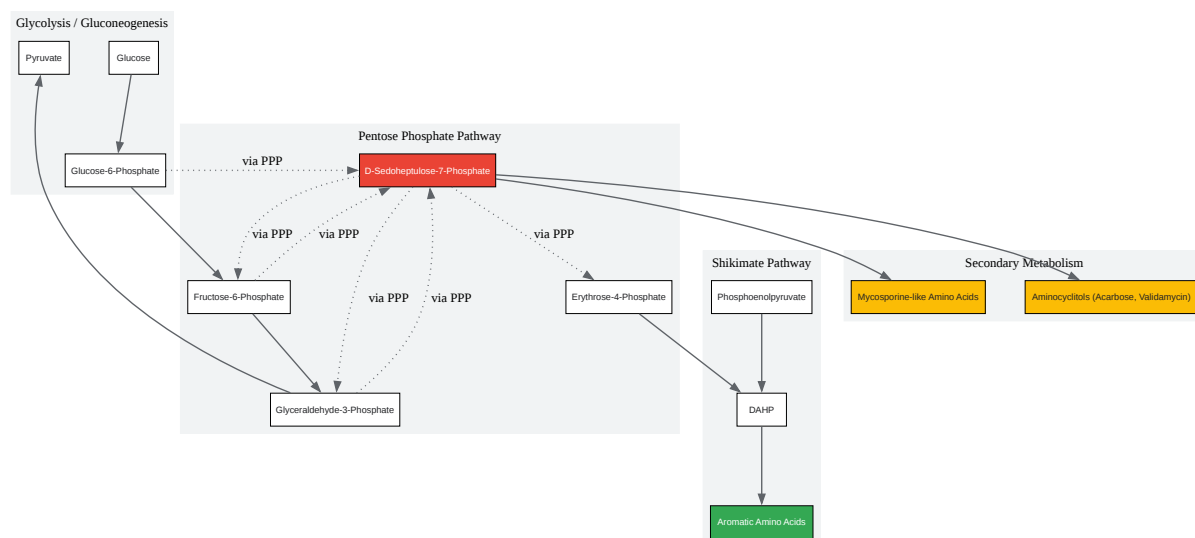 Glycolysis / Gluconeogenesis
Pyruvate
Glucose
Glucose-6-Phosphate
Pentose Phosphate Pathway
via PPP
D-Sedoheptulose-7-Phosphate
via PPP
via PPP
via PPP
Fructose-6-Phosphate
Erythrose-4-Phosphate
via PPP
via PPP
Glyceraldehyde-3-Phosphate
Shikimate Pathway
Phosphoenolpyruvate
DAHP
Aromatic Amino Acids
Secondary Metabolism
Mycosporine-like Amino Acids
Aminocyclitols (Acarbose, Validamycin)